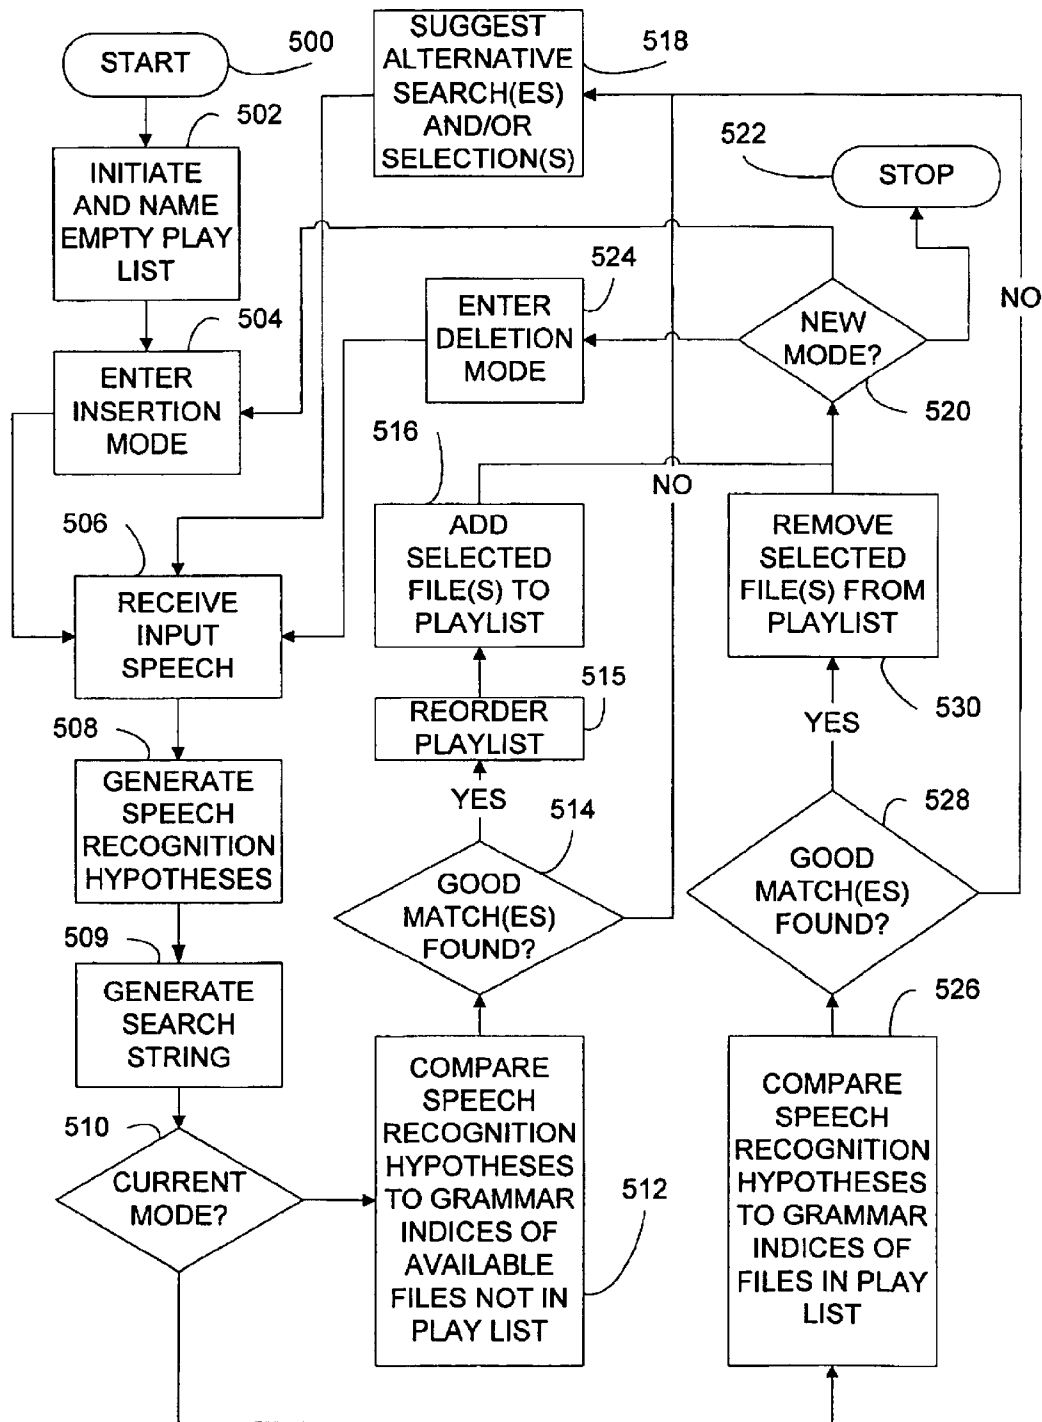 START
500
502
INITIATE
AND NAME
EMPTY PLAY
LIST
504
ENTER
INSERTION
MODE
506
RECEIVE
INPUT
SPEECH
508
GENERATE
SPEECH
RECOGNITION
HYPOTHESES
509
GENERATE
SEARCH
STRING
510
CURRENT
MODE?
SUGGEST
ALTERNATIVE
SEARCH(ES)
AND/OR
SELECTION(S)
518
522
STOP
524
ENTER
DELETION
MODE
NEW
MODE?
520
NO
516
ADD
SELECTED
FILE(S) TO
PLAYLIST
NO
REMOVE
SELECTED
FILE(S) FROM
PLAYLIST
530
515
REORDER
PLAYLIST
YES
YES
514
GOOD
MATCH(ES)
FOUND?
528
GOOD
MATCH(ES)
FOUND?
COMPARE
SPEECH
RECOGNITION
HYPOTHESES
TO GRAMMAR
INDICES OF
AVAILABLE
FILES NOT IN
PLAY LIST
512
526
COMPARE
SPEECH
RECOGNITION
HYPOTHESES
TO GRAMMAR
INDICES OF
FILES IN PLAY
LIST